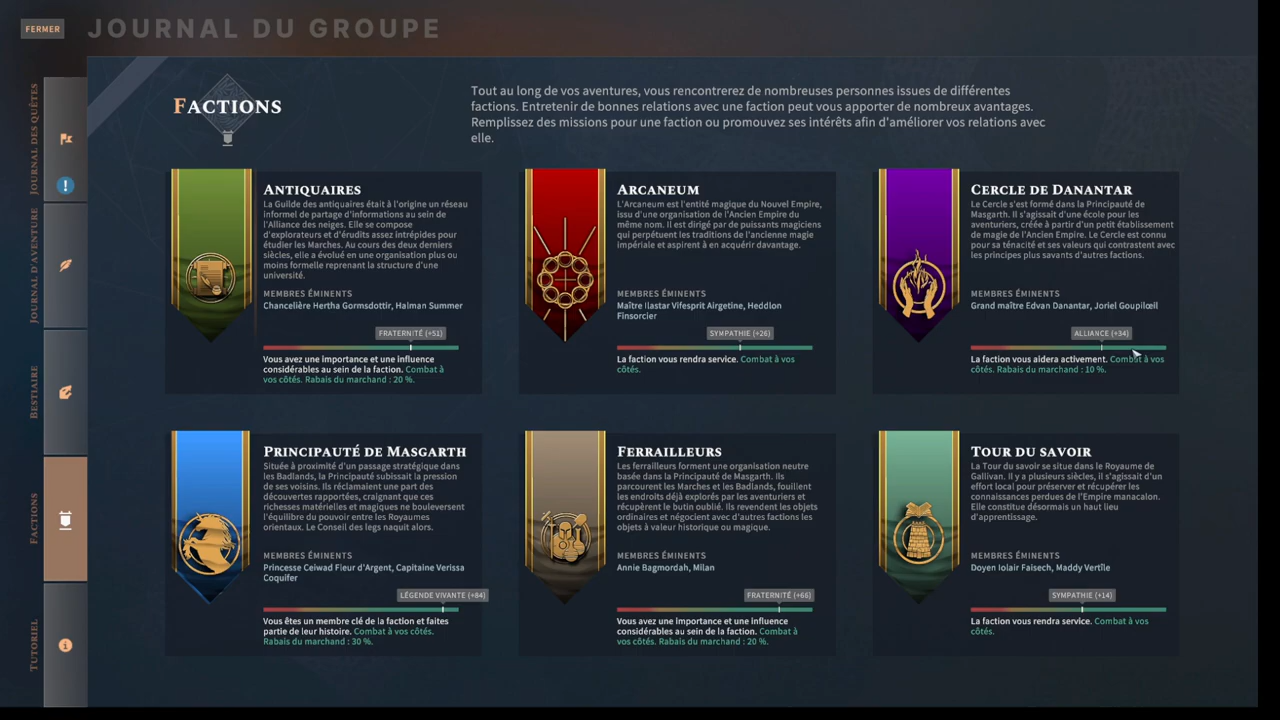 FERMER
JOURNAL DU GROUPE
JOURNAL DES QUÊTES
JOURNAL D'AVENTURE
BESTIAIRE
FACTIONS
TUTORIEL
FACTIONS
Tout au long de vos aventures, vous rencontrerez de nombreuses personnes issues de différentes
factions. Entretenir de bonnes relations avec une faction peut vous apporter de nombreux avantages.
Remplissez des missions pour une faction ou promouvez ses intérêts afin d'améliorer vos relations avec
elle.
ANTIQUAIRES
La Guilde des antiquaires était à l'origine un réseau
informel de partage d'informations au sein de
l'Alliance des neiges. Elle se compose
d'explorateurs et d'érudits assez intrépides pour
étudier les Marches. Au cours des deux derniers
siècles, elle a évolué en une organisation plus ou
moins formelle reprenant la structure d'une
université.
MEMBRES ÉMINENTS
Chancelière Hertha Gormsdottir, Halman Summer
FRATERNITÉ (+51)
Vous avez une importance et une influence
considérables au sein de la faction. Combat à
vos côtés. Rabais du marchand : 20 %.
ARCANEUM
L'Arcaneum est l'entité magique du Nouvel Empire,
issu d'une organisation de l'Ancien Empire du
même nom. Il est dirigé par de puissants magiciens
qui perpétuent les traditions de l'ancienne magie
impériale et aspirent à en acquérir davantage.
MEMBRES ÉMINENTS
Maître Ilastar Vifesprit Airgetine, Heddlon
Finsorcier
SYMPATHIE (+26)
La faction vous rendra service. Combat à vos
côtés.
CERCLE DE DANANTAR
Le Cercle s'est formé dans la Principauté de
Masgarth. Il s'agissait d'une école pour les
aventuriers, créée à partir d'un petit établissement
de magie de l'Ancien Empire. Le Cercle est connu
pour sa ténacité et ses valeurs qui contrastent avec
les principes plus savants d'autres factions.
MEMBRES ÉMINENTS
Grand maître Edvan Danantar, Joriel Goupilœil
ALLIANCE (+34)
La faction vous aidera activement. Combat à vos
côtés. Rabais du marchand : 10 %.
PRINCIPAUTÉ DE MASGARTH
Située à proximité d'un passage stratégique dans
les Badlands, la Principauté subissait la pression
de ses voisins. Ils réclamaient une part des
découvertes rapportées, craignant que ces
richesses matérielles et magiques ne bouleversent
l'équilibre du pouvoir entre les Royaumes
orientaux. Le Conseil des legs naquit alors.
MEMBRES ÉMINENTS
Princesse Ceiwad Fleur d'Argent, Capitaine Verissa
Coquifer
LÉGENDE VIVANTE (+84)
Vous êtes un membre clé de la faction et faites
partie de leur histoire. Combat à vos côtés.
Rabais du marchand : 30 %.
FERRAILLEURS
Les ferrailleurs forment une organisation neutre
basée dans la Principauté de Masgarth. Ils
parcourent les Marches et les Badlands, fouillent
les endroits déjà explorés par les aventuriers et
récupèrent le butin oublié. Ils revendent les objets
ordinaires et négocient avec d'autres factions les
objets à valeur historique ou magique.
MEMBRES ÉMINENTS
Annie Bagmordah, Milan
FRATERNITÉ (+66)
Vous avez une importance et une influence
considérables au sein de la faction. Combat à
vos côtés. Rabais du marchand : 20 %.
TOUR DU SAVOIR
La Tour du savoir se situe dans le Royaume de
Gallivan. Il y a plusieurs siècles, il s'agissait d'un
effort local pour préserver et récupérer les
connaissances perdues de l'Empire manacalon.
Elle constitue désormais un haut lieu
d'apprentissage.
MEMBRES ÉMINENTS
Doyen Iolair Faisech, Maddy Vertîle
SYMPATHIE (+14)
La faction vous rendra service. Combat à vos
côtés.